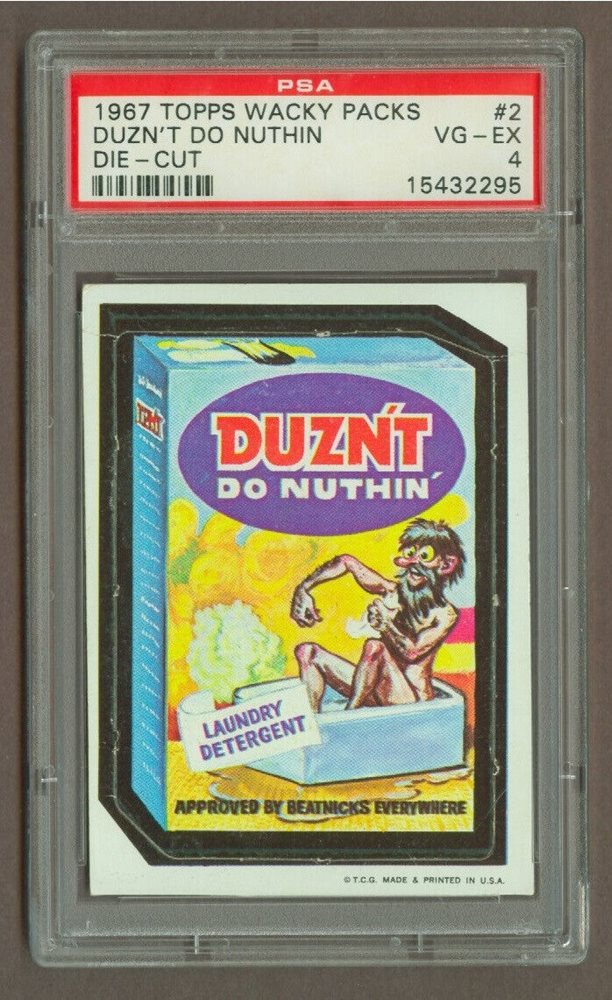 PSA
1967 TOPPS WACKY PACKS #2
DUZN'T DO NUTHIN VG-EX
DIE-CUT 4
15432295
DUZN'T
DO NUTHIN'
LAUNDRY
DETERGENT
APPROVED BY BEATNICKS EVERYWHERE
© T.C.G. MADE & PRINTED IN U.S.A.